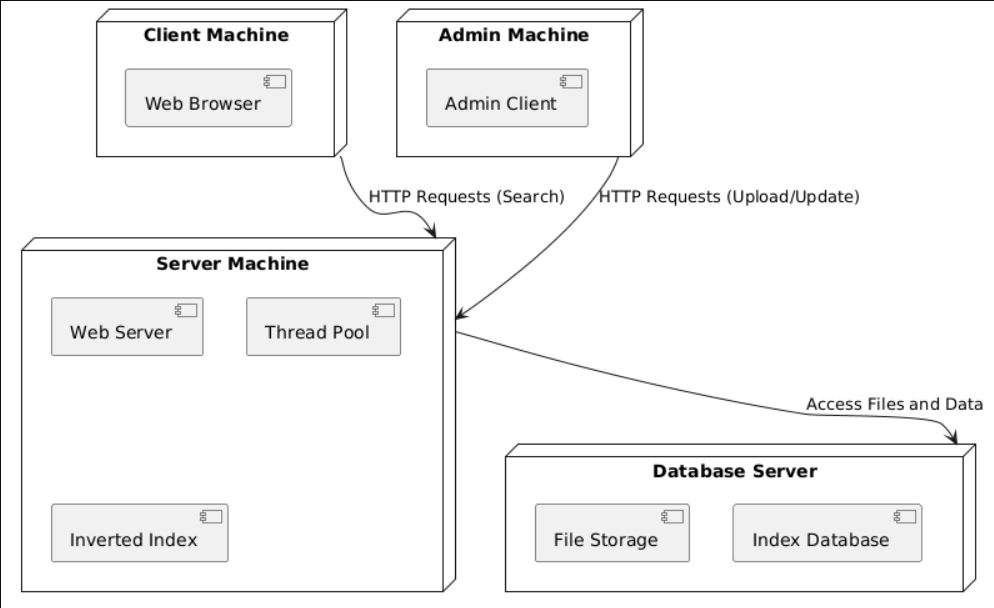 Client Machine
Web Browser
Admin Machine
Admin Client
HTTP Requests (Search)
HTTP Requests (Upload/Update)
Server Machine
Web Server
Thread Pool
Inverted Index
Access Files and Data
Database Server
File Storage
Index Database